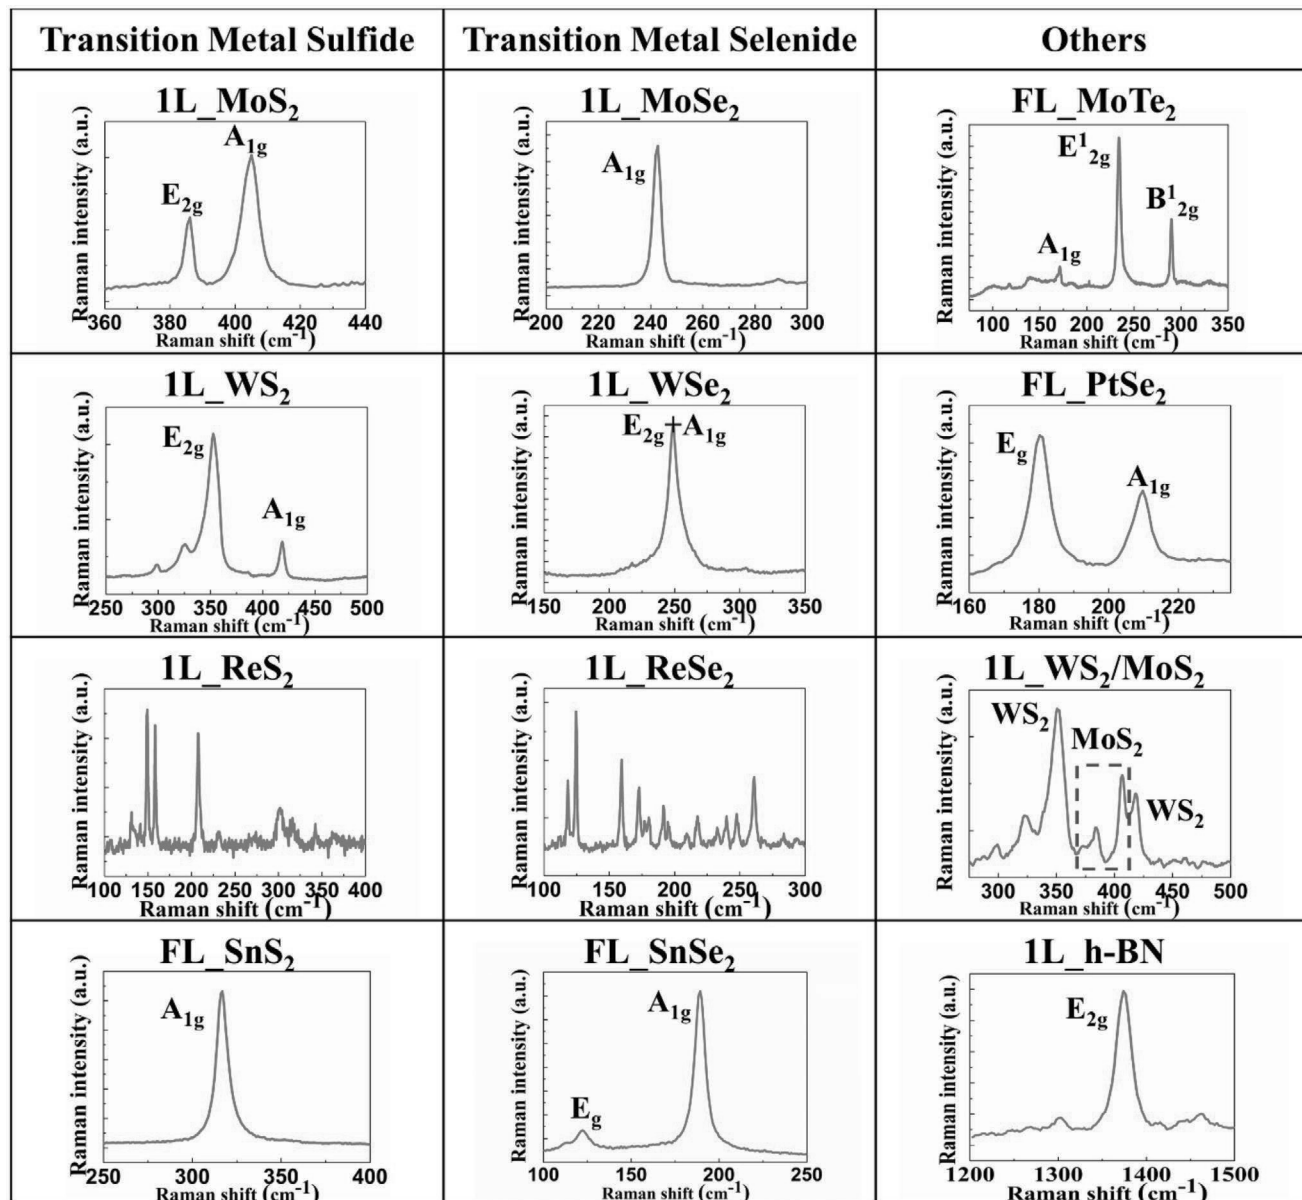 Transition Metal Sulfide
Transition Metal Selenide
Others
1L_MoS2
Raman intensity (a.u.)
E2g
A1g
360 380 400 420 440
Raman shift (cm-1)
1L_MoSe2
Raman intensity (a.u.)
A1g
200 220 240 260 280 300
Raman shift (cm-1)
FL_MoTe2
Raman intensity (a.u.)
A1g
E12g
B12g
100 150 200 250 300 350
Raman shift (cm-1)
1L_WS2
Raman intensity (a.u.)
E2g
A1g
250 300 350 400 450 500
Raman shift (cm-1)
1L_WSe2
Raman intensity (a.u.)
E2g+A1g
150 200 250 300 350
Raman shift (cm-1)
FL_PtSe2
Raman intensity (a.u.)
Eg
A1g
160 180 200 220
Raman shift (cm-1)
1L_ReS2
Raman intensity (a.u.)
100 150 200 250 300 350 400
Raman shift (cm-1)
1L_ReSe2
Raman intensity (a.u.)
100 150 200 250 300
Raman shift (cm-1)
1L_WS2/MoS2
Raman intensity (a.u.)
WS2
MoS2
WS2
300 350 400 450 500
Raman shift (cm-1)
FL_SnS2
Raman intensity (a.u.)
A1g
250 300 350 400
Raman shift (cm-1)
FL_SnSe2
Raman intensity (a.u.)
Eg
A1g
100 150 200 250
Raman shift (cm-1)
1L_h-BN
Raman intensity (a.u.)
E2g
1200 1300 1400 1500
Raman shift (cm-1)